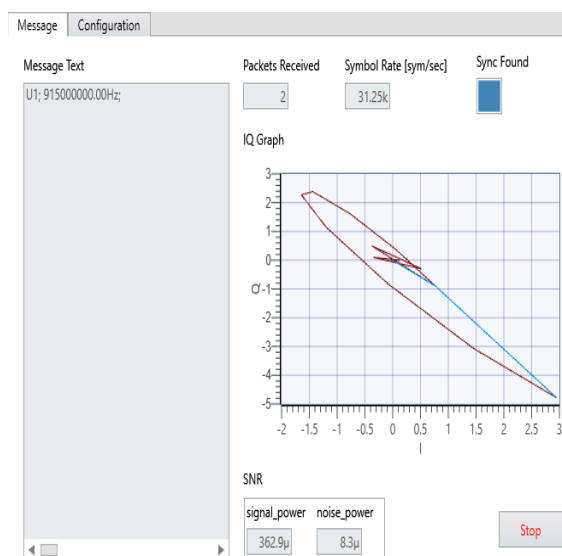 Message Configuration
Message Text
U1; 915000000.00Hz;
Packets Received
2
Symbol Rate [sym/sec]
31.25k
Sync Found
IQ Graph
Q
3
2
1
0
-1
-2
-3
-4
-5
-2 -1.5 -1 -0.5 0 0.5 1 1.5 2 2.5 3
I
SNR
signal_power noise_power
362.9µ 8.3µ
Stop